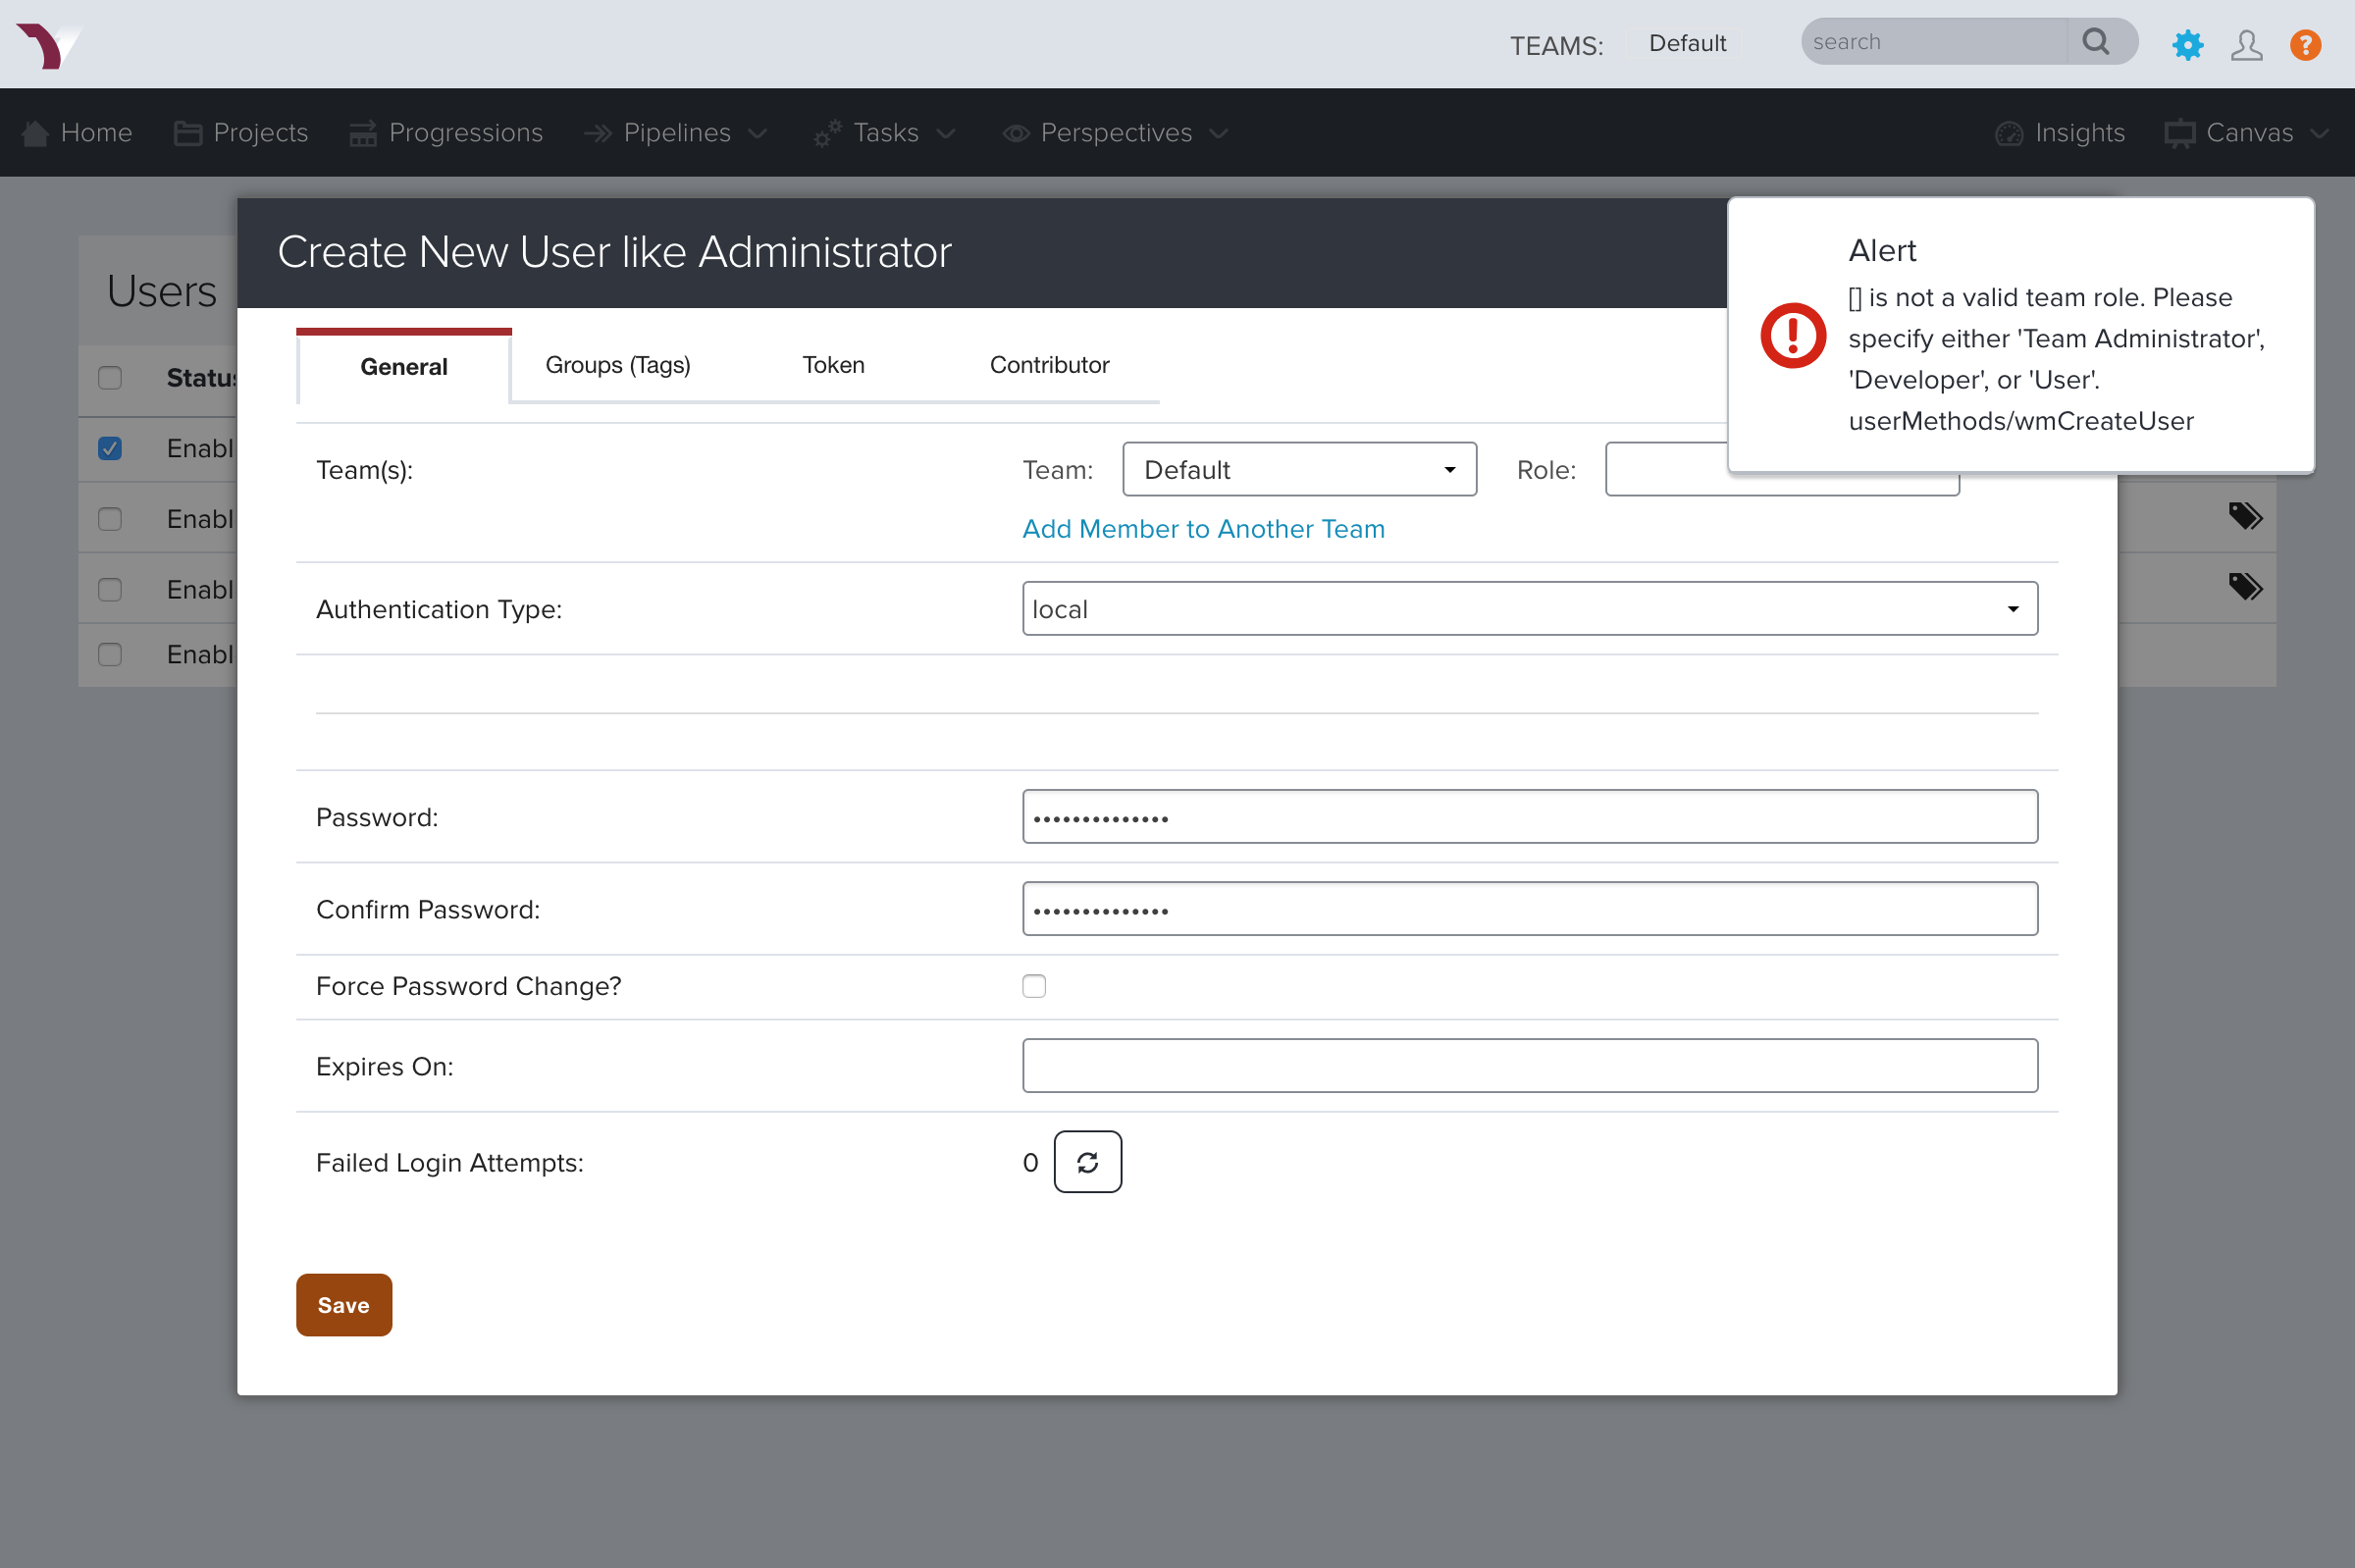 TEAMS: Default search
Home Projects Progressions Pipelines Tasks Perspectives Insights Canvas
Users
Create New User like Administrator
Alert
[] is not a valid team role. Please
specify either 'Team Administrator',
'Developer', or 'User'.
userMethods/wmCreateUser
Status
General Groups (Tags) Token Contributor
Enabl
Team(s): Team: Default Role:
Enabl
Add Member to Another Team
Enabl
Authentication Type: local
Enabl
Password: ••••••••••••••
Confirm Password: ••••••••••••••
Force Password Change?
Expires On:
Failed Login Attempts: 0
Save